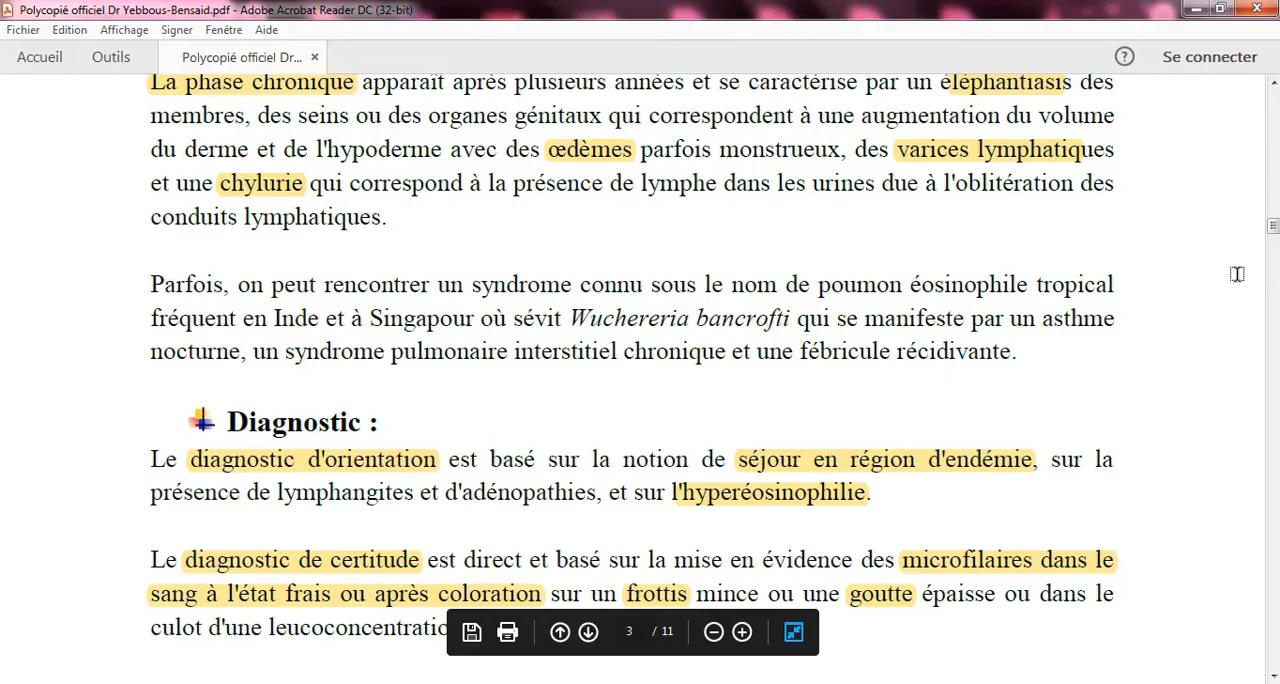 Polycopié officiel Dr Yebbous-Bensaid.pdf - Adobe Acrobat Reader DC (32-bit)
Fichier Edition Affichage Signer Fenêtre Aide
Accueil Outils Polycopié officiel Dr... × ? Se connecter
La phase chronique apparaît après plusieurs années et se caractérise par un éléphantiasis des
membres, des seins ou des organes génitaux qui correspondent à une augmentation du volume
du derme et de l'hypoderme avec des œdèmes parfois monstrueux, des varices lymphatiques
et une chylurie qui correspond à la présence de lymphe dans les urines due à l'oblitération des
conduits lymphatiques.
Parfois, on peut rencontrer un syndrome connu sous le nom de poumon éosinophile tropical
fréquent en Inde et à Singapour où sévit Wuchereria bancrofti qui se manifeste par un asthme
nocturne, un syndrome pulmonaire interstitiel chronique et une fébricule récidivante.
Diagnostic :
Le diagnostic d'orientation est basé sur la notion de séjour en région d'endémie, sur la
présence de lymphangites et d'adénopathies, et sur l'hyperéosinophilie.
Le diagnostic de certitude est direct et basé sur la mise en évidence des microfilaires dans le
sang à l'état frais ou après coloration sur un frottis mince ou une goutte épaisse ou dans le
culot d'une leucoconcentratio
3 / 11